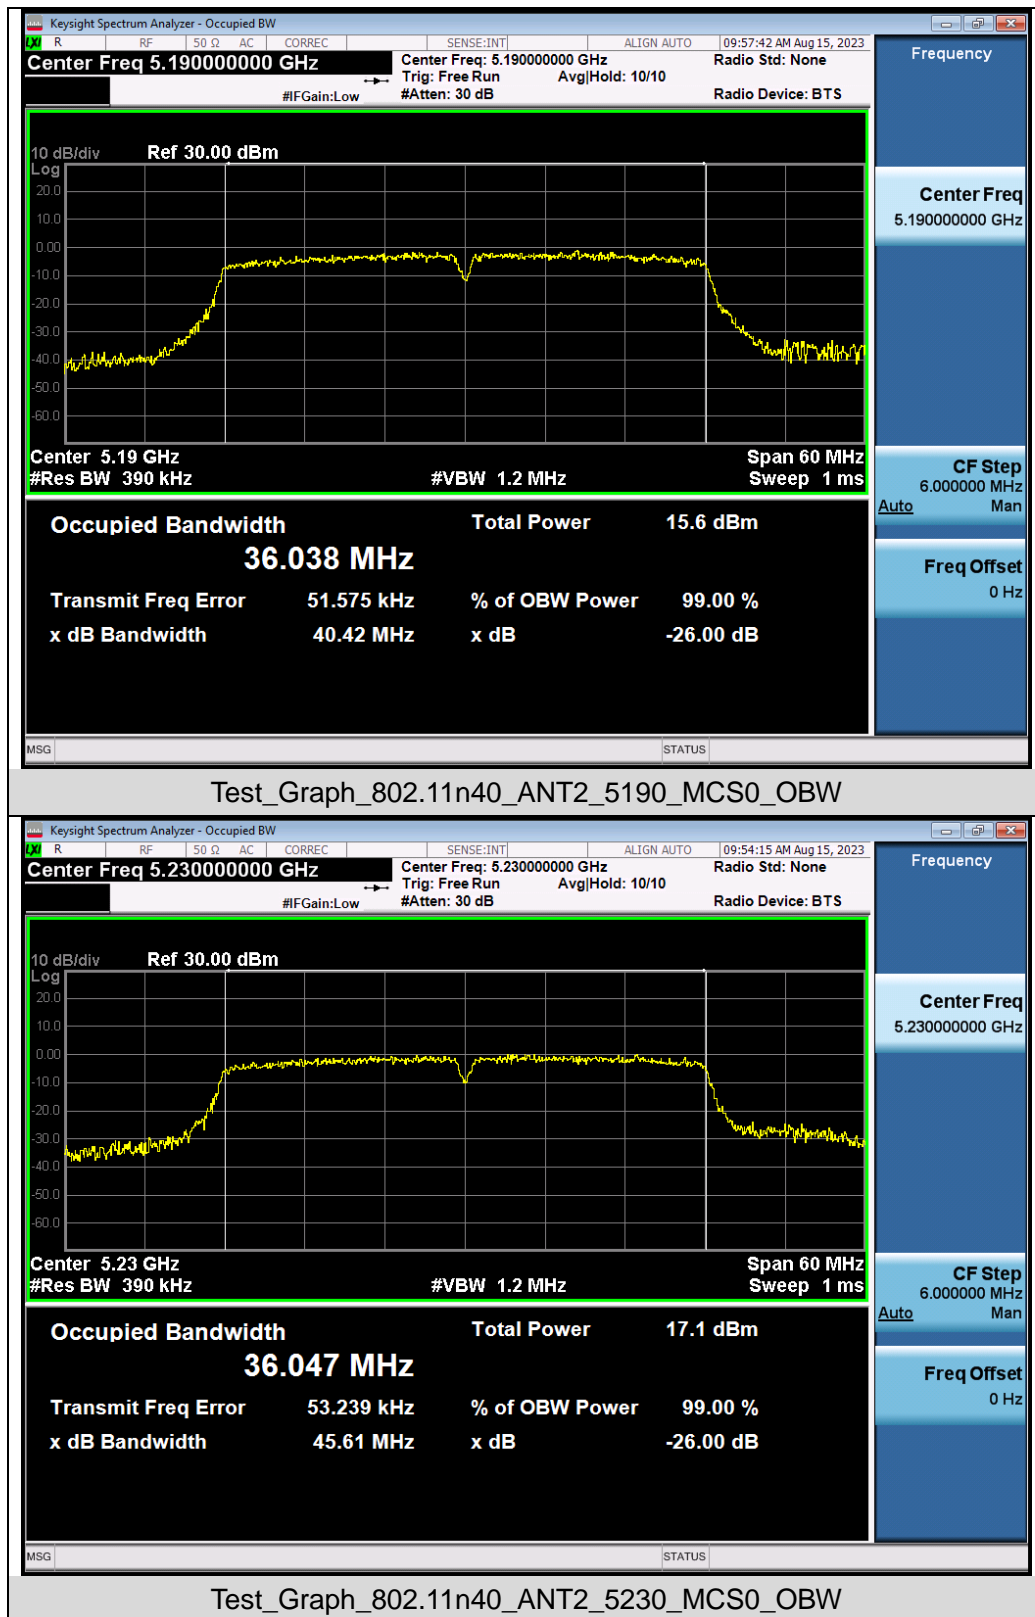 Keysight Spectrum Analyzer - Occupied BW
LXI R RF 50 Ω AC CORREC SENSE:INT ALIGN AUTO 09:57:42 AM Aug 15, 2023
Center Freq 5.190000000 GHz Center Freq: 5.190000000 GHz Radio Std: None Frequency
Trig: Free Run Avg|Hold: 10/10
#IFGain:Low #Atten: 30 dB Radio Device: BTS
10 dB/div Ref 30.00 dBm
Log
20.0
10.0
0.00
-10.0
-20.0
-30.0
-40.0
-50.0
-60.0
Center Freq
5.190000000 GHz
Center 5.19 GHz Span 60 MHz
#Res BW 390 kHz #VBW 1.2 MHz Sweep 1 ms
CF Step
6.000000 MHz
Auto Man
Occupied Bandwidth Total Power 15.6 dBm
36.038 MHz
Freq Offset
0 Hz
Transmit Freq Error 51.575 kHz % of OBW Power 99.00 %
x dB Bandwidth 40.42 MHz x dB -26.00 dB
MSG STATUS
Test_Graph_802.11n40_ANT2_5190_MCS0_OBW
Keysight Spectrum Analyzer - Occupied BW
LXI R RF 50 Ω AC CORREC SENSE:INT ALIGN AUTO 09:54:15 AM Aug 15, 2023
Center Freq 5.230000000 GHz Center Freq: 5.230000000 GHz Radio Std: None Frequency
Trig: Free Run Avg|Hold: 10/10
#IFGain:Low #Atten: 30 dB Radio Device: BTS
10 dB/div Ref 30.00 dBm
Log
20.0
10.0
0.00
-10.0
-20.0
-30.0
-40.0
-50.0
-60.0
Center Freq
5.230000000 GHz
Center 5.23 GHz Span 60 MHz
#Res BW 390 kHz #VBW 1.2 MHz Sweep 1 ms
CF Step
6.000000 MHz
Auto Man
Occupied Bandwidth Total Power 17.1 dBm
36.047 MHz
Freq Offset
0 Hz
Transmit Freq Error 53.239 kHz % of OBW Power 99.00 %
x dB Bandwidth 45.61 MHz x dB -26.00 dB
MSG STATUS
Test_Graph_802.11n40_ANT2_5230_MCS0_OBW